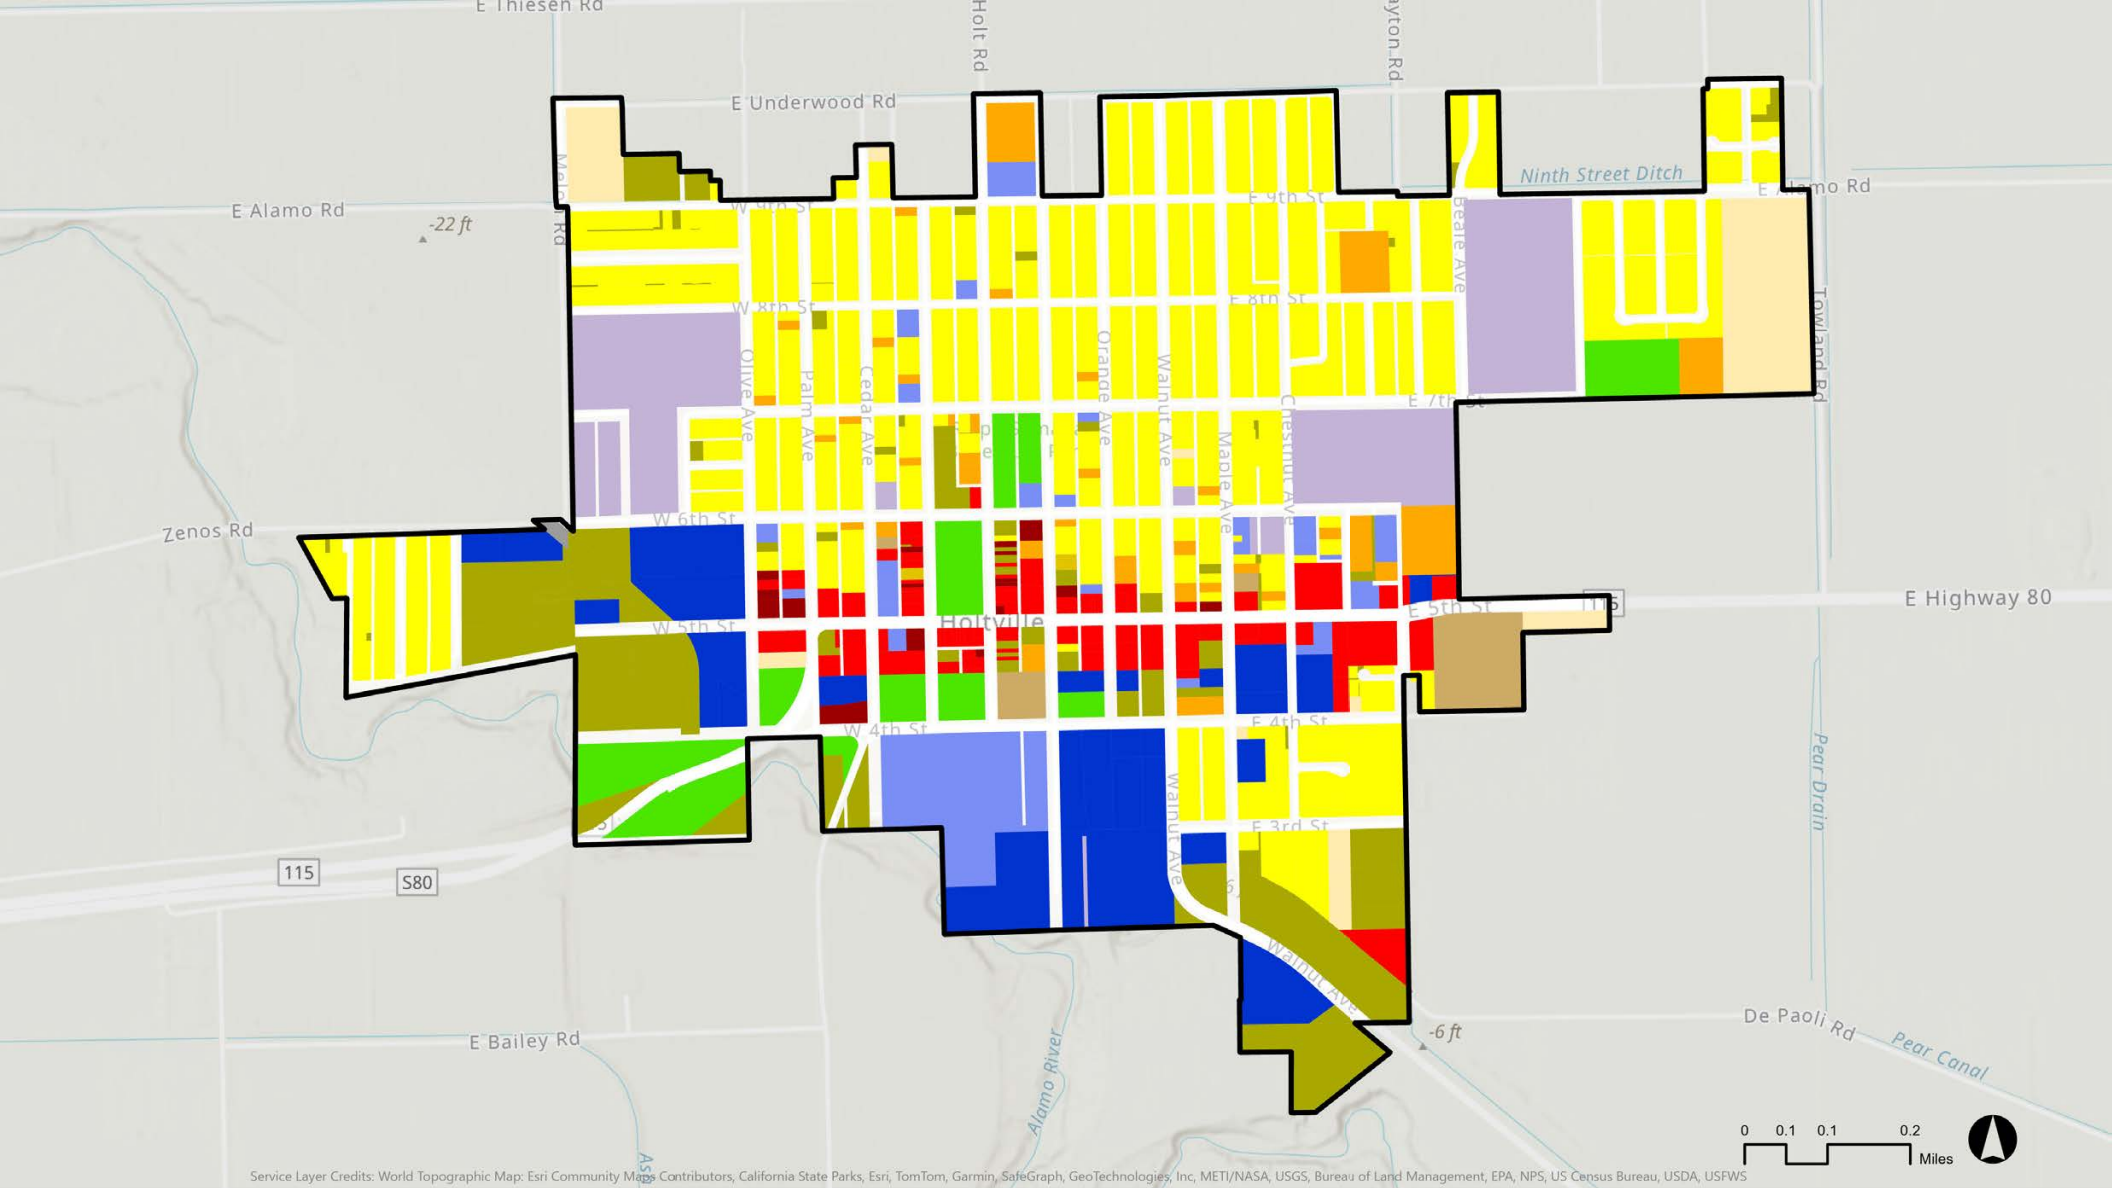 E Thiesen Rd
Holt Rd
E Underwood Rd
Ninth Street Ditch
E Alamo Rd
-22 ft
W 9th St
E 9th St
Beale Ave
W 8th St
E 8th St
Towland Rd
Olive Ave
Palm Ave
Cedar Ave
Orange Ave
Walnut Ave
Maple Ave
Chestnut Ave
E 7th St
Zenos Rd
W 6th St
W 5th St
Holtville
E 5th St
115
E Highway 80
W 4th St
E 4th St
Walnut Ave
E 3rd St
Pear Drain
115
S80
Walnut Ave
-6 ft
De Paoli Rd
Pear Canal
E Bailey Rd
Alamo River
0 0.1 0.1 0.2
Miles
Service Layer Credits: World Topographic Map: Esri Community Maps Contributors, California State Parks, Esri, TomTom, Garmin, SafeGraph, GeoTechnologies, Inc, METI/NASA, USGS, Bureau of Land Management, EPA, NPS, US Census Bureau, USDA, USFWS